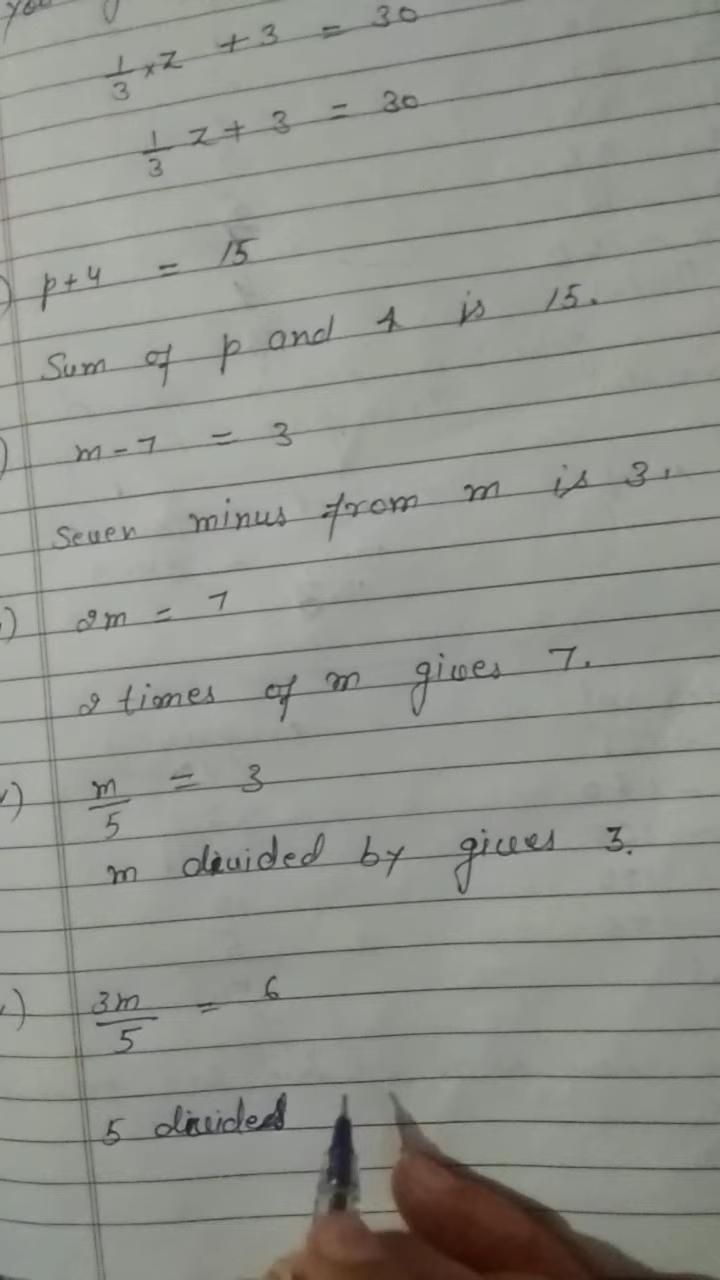 you
1/3 × z + 3 = 30
1/3 z + 3 = 30
) p+4 = 15
Sum of p and 4 is 15.
) m - 7 = 3
Seven minus from m is 3.
) 2m = 7
2 times of m gives 7.
) m/5 = 3
m divided by gives 3.
) 3m/5 = 6
5 divided